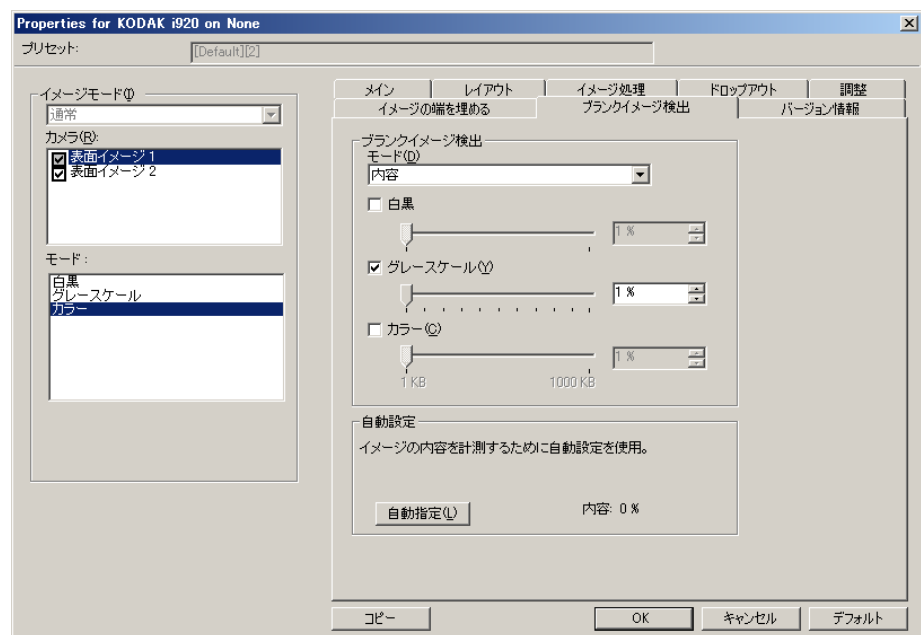 Properties for KODAK i920 on None
プリセット:
[Default][2]
イメージモード(I)
通常
カメラ(R):
表面イメージ 1
表面イメージ 2
モード:
白黒
グレースケール
カラー
メイン レイアウト イメージ処理 ドロップアウト 調整
イメージの端を埋める ブランクイメージ検出 バージョン情報
ブランクイメージ検出
モード(D)
内容
白黒
1 %
グレースケール(Y)
1 %
カラー(C)
1 %
1 KB 1000 KB
自動設定
イメージの内容を計測するために自動設定を使用。
自動指定(L) 内容: 0 %
コピー OK キャンセル デフォルト